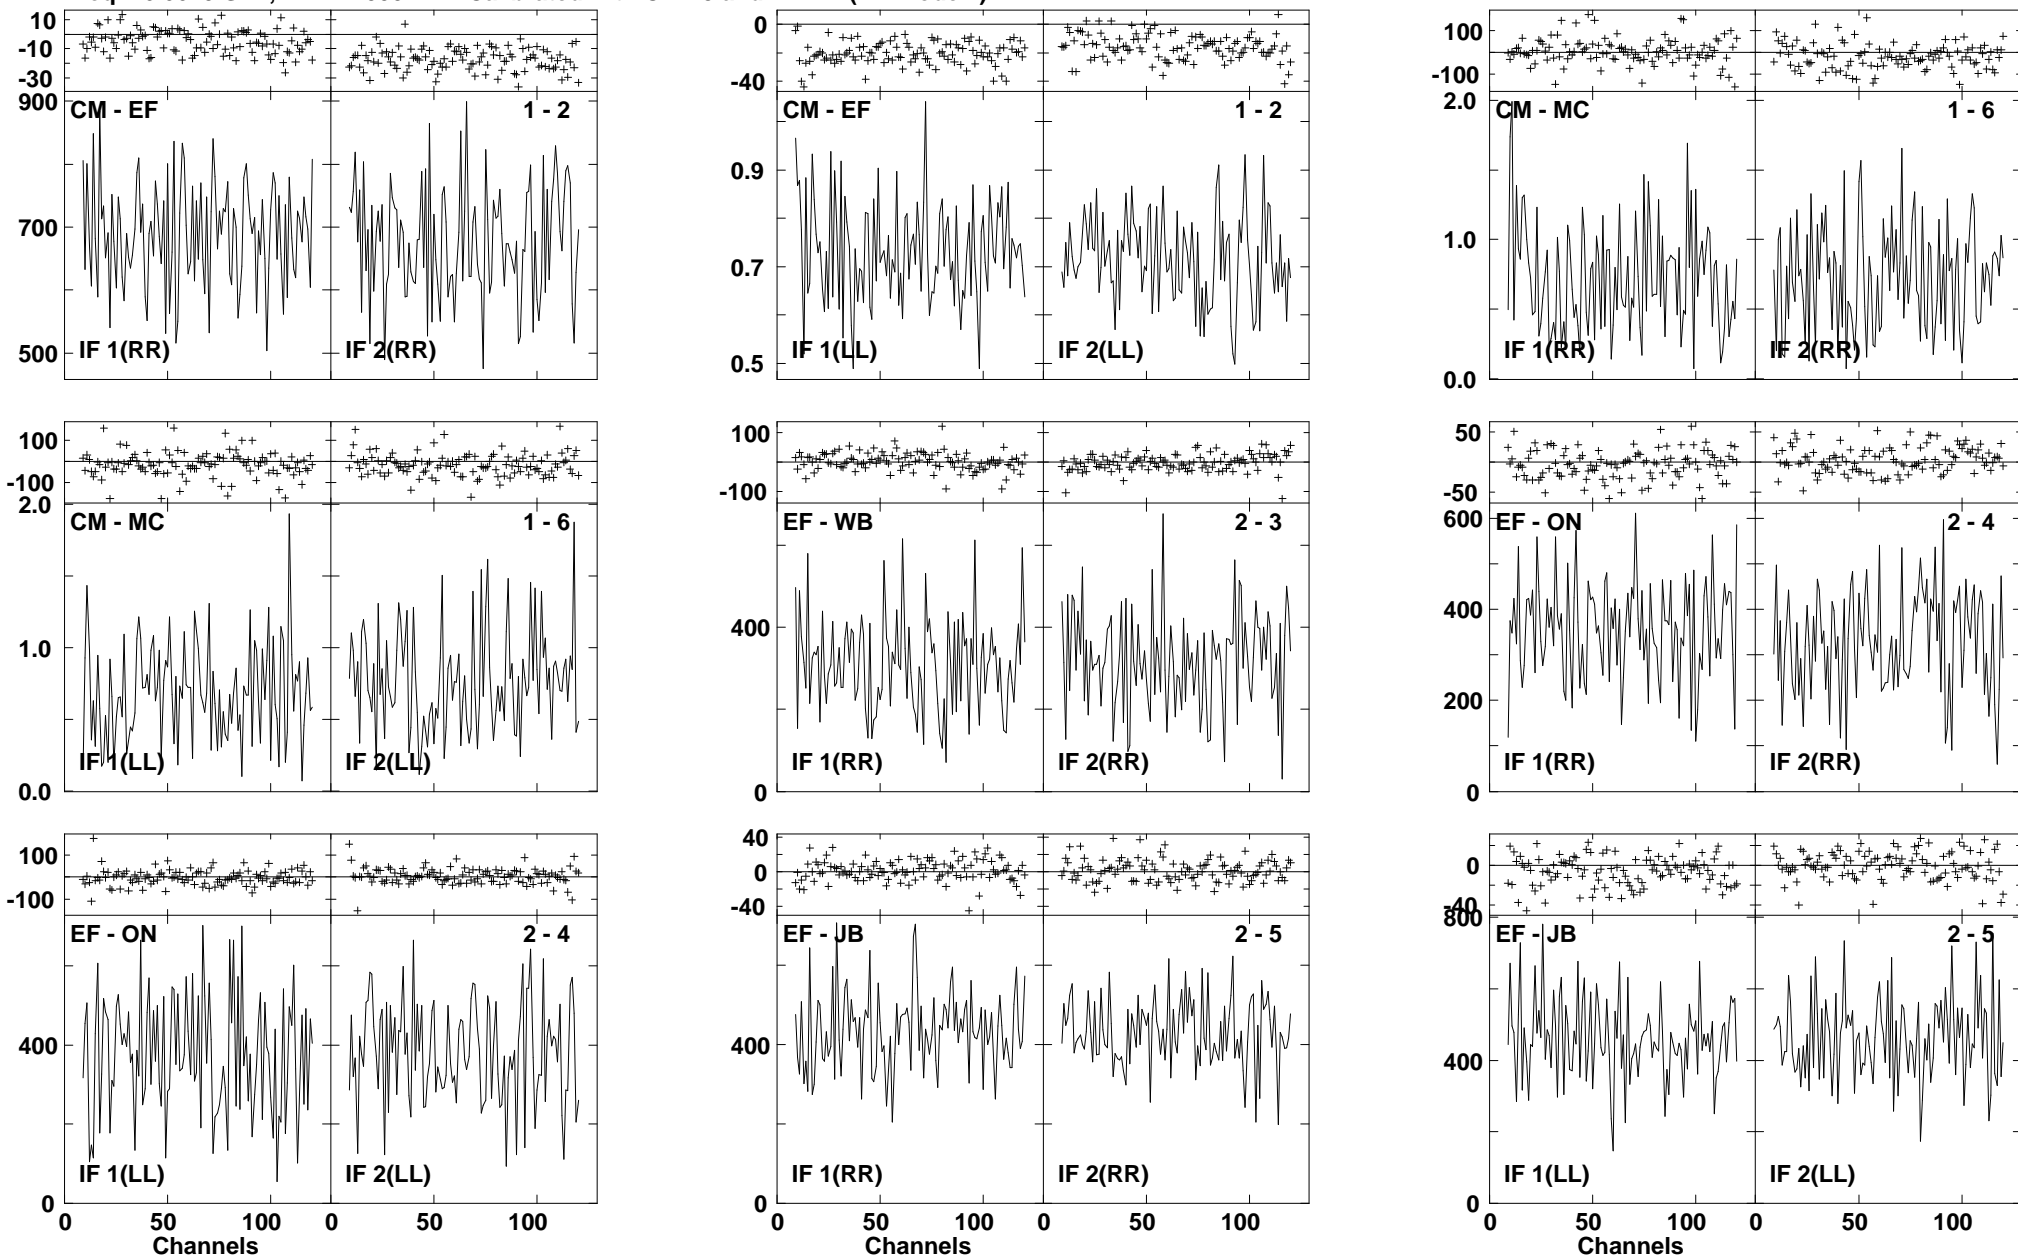 10
-10
-30
900
700
500
CM - EF
1 - 2
IF 1(RR)
IF 2(RR)
0
-40
0.9
0.7
0.5
CM - EF
1 - 2
IF 1(LL)
IF 2(LL)
100
-100
2.0
1.0
0.0
CM - MC
1 - 6
IF 1(RR)
IF 2(RR)
100
-100
2.0
1.0
0.0
CM - MC
1 - 6
IF 1(LL)
IF 2(LL)
100
-100
400
0
EF - WB
2 - 3
IF 1(RR)
IF 2(RR)
50
-50
600
400
200
0
EF - ON
2 - 4
IF 1(RR)
IF 2(RR)
100
-100
400
0
EF - ON
2 - 4
IF 1(LL)
IF 2(LL)
0 50 100 0 50 100
Channels
40
0
-40
400
0
EF - JB
2 - 5
IF 1(RR)
IF 2(RR)
0 50 100 0 50 100
Channels
0
-40
800
400
0
EF - JB
2 - 5
IF 1(LL)
IF 2(LL)
0 50 100 0 50 100
Channels